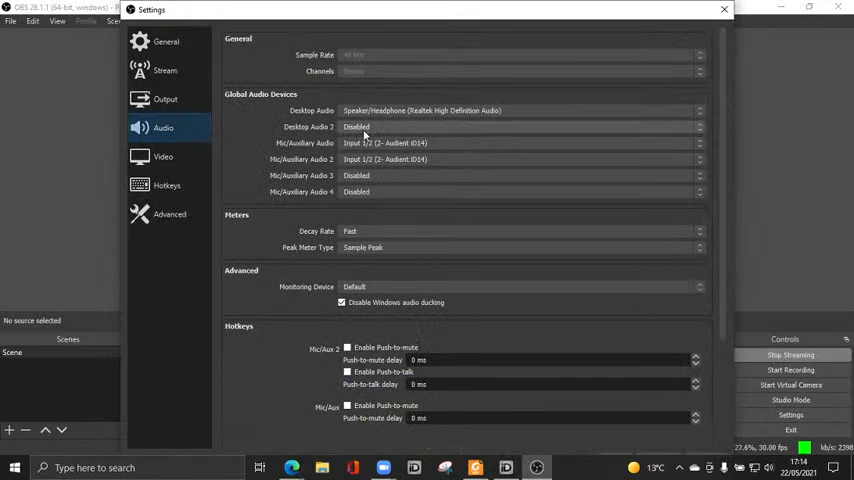 OBS 26.1.1 (64-bit, windows) - P
Settings
File Edit View Profile Scen
General
Stream
Output
Audio
Video
Hotkeys
Advanced
General
Sample Rate 48 kHz
Channels Stereo
Global Audio Devices
Desktop Audio Speaker/Headphone (Realtek High Definition Audio)
Desktop Audio 2 Disabled
Mic/Auxiliary Audio Input 1/2 (2- Audient iD14)
Mic/Auxiliary Audio 2 Input 1/2 (2- Audient iD14)
Mic/Auxiliary Audio 3 Disabled
Mic/Auxiliary Audio 4 Disabled
Meters
Decay Rate Fast
Peak Meter Type Sample Peak
Advanced
Monitoring Device Default
Disable Windows audio ducking
Hotkeys
Mic/Aux 2 Enable Push-to-mute
Push-to-mute delay 0 ms
Enable Push-to-talk
Push-to-talk delay 0 ms
Mic/Aux Enable Push-to-mute
Push-to-mute delay 0 ms
No source selected
Scenes
Scene
Controls
Stop Streaming
Start Recording
Start Virtual Camera
Studio Mode
Settings
Exit
27.6%, 30.00 fps kb/s: 2398
Type here to search
13°C
17:14
22/05/2021